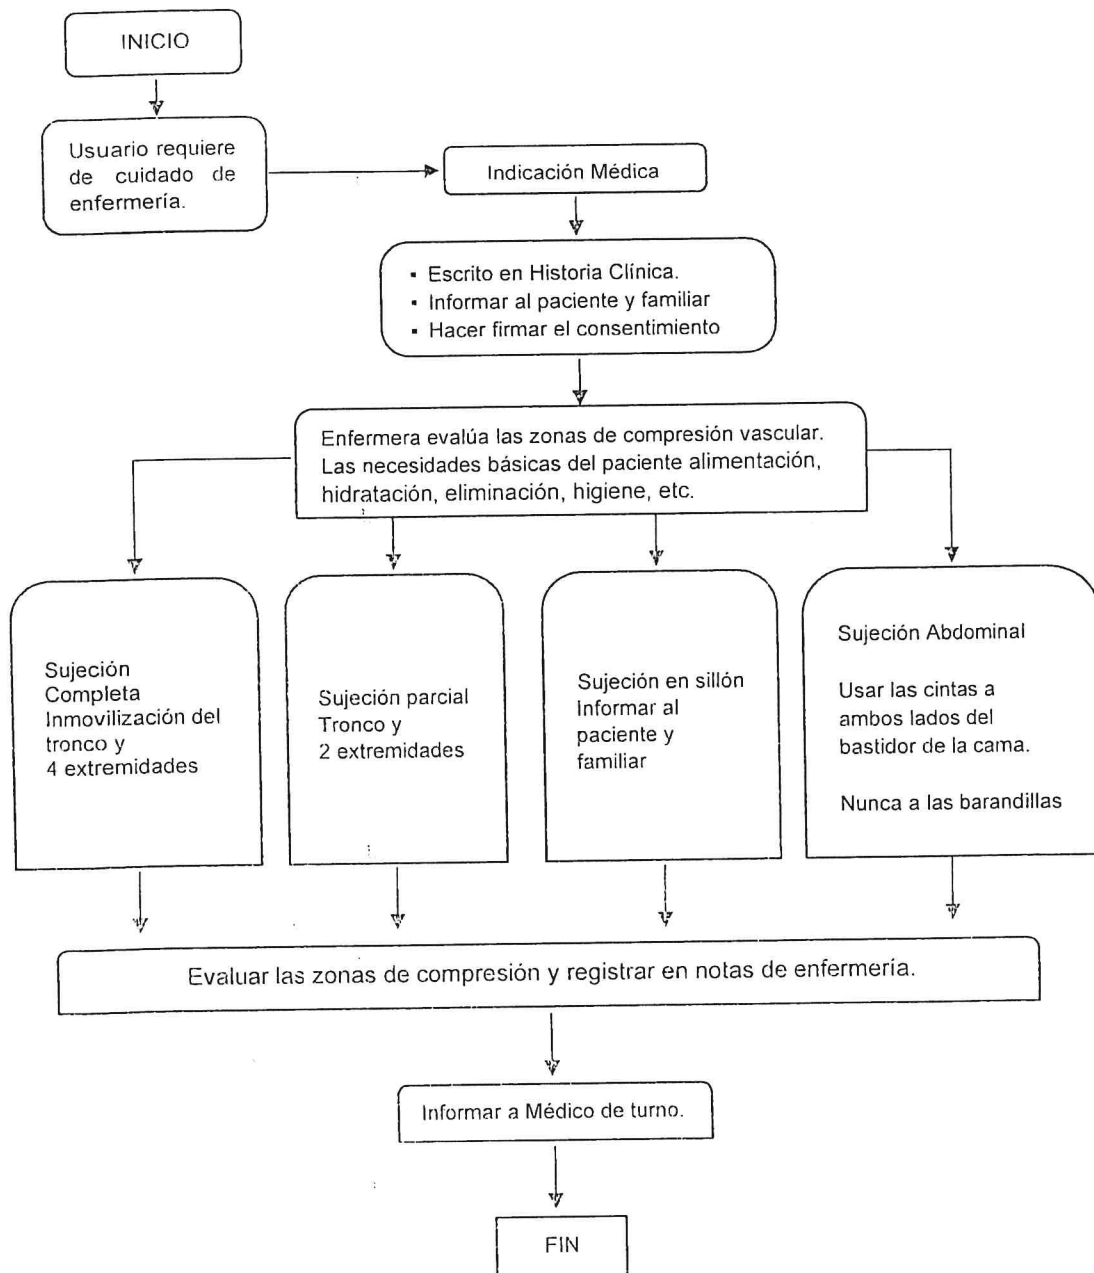 INICIO
Usuario requiere
de cuidado de
enfermería.
Indicación Médica
▪ Escrito en Historia Clínica.
▪ Informar al paciente y familiar
▪ Hacer firmar el consentimiento
Enfermera evalúa las zonas de compresión vascular.
Las necesidades básicas del paciente alimentación,
hidratación, eliminación, higiene, etc.
Sujeción
Completa
Inmovilización del
tronco y
4 extremidades
Sujeción parcial
Tronco y
2 extremidades
Sujeción en sillón
Informar al
paciente y
familiar
Sujeción Abdominal
Usar las cintas a
ambos lados del
bastidor de la cama.
Nunca a las barandillas
Evaluar las zonas de compresión y registrar en notas de enfermería.
Informar a Médico de turno.
FIN